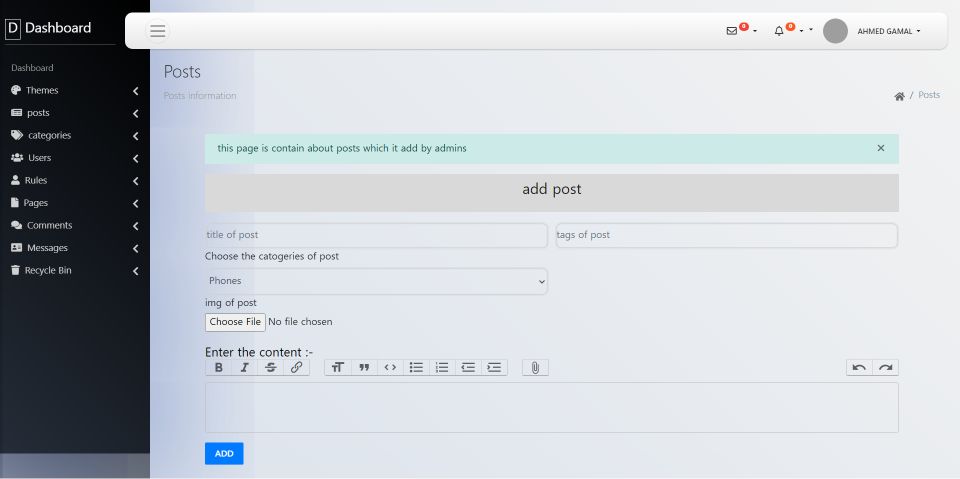 D Dashboard
0 0 AHMED GAMAL
Dashboard
Themes
posts
categories
Users
Rules
Pages
Comments
Messages
Recycle Bin
Posts
Posts information
/ Posts
this page is contain about posts which it add by admins ×
add post
title of post tags of post
Choose the catogeries of post
Phones
img of post
Choose File No file chosen
Enter the content :-
B I S
ADD